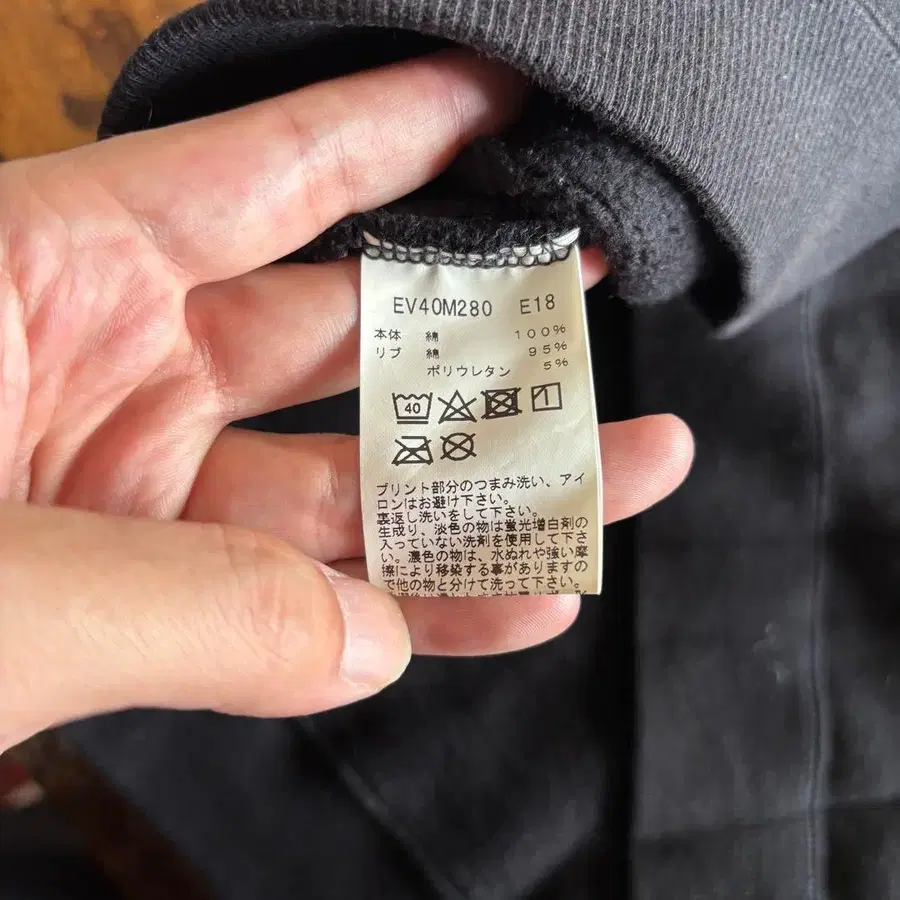 EV40M280 E18
本体 綿 100%
リブ 綿 95%
ポリウレタン 5%
40
プリント部分のつまみ洗い、アイ
ロンはお避け下さい。
裏返し洗いをして下さい。
生成り、淡色の物は蛍光増白剤の
入っていない洗剤を使用して下さ
い。濃色の物は、水ぬれや強い摩
擦により移染する事がありますの
で他の物と分けて洗って下さい。